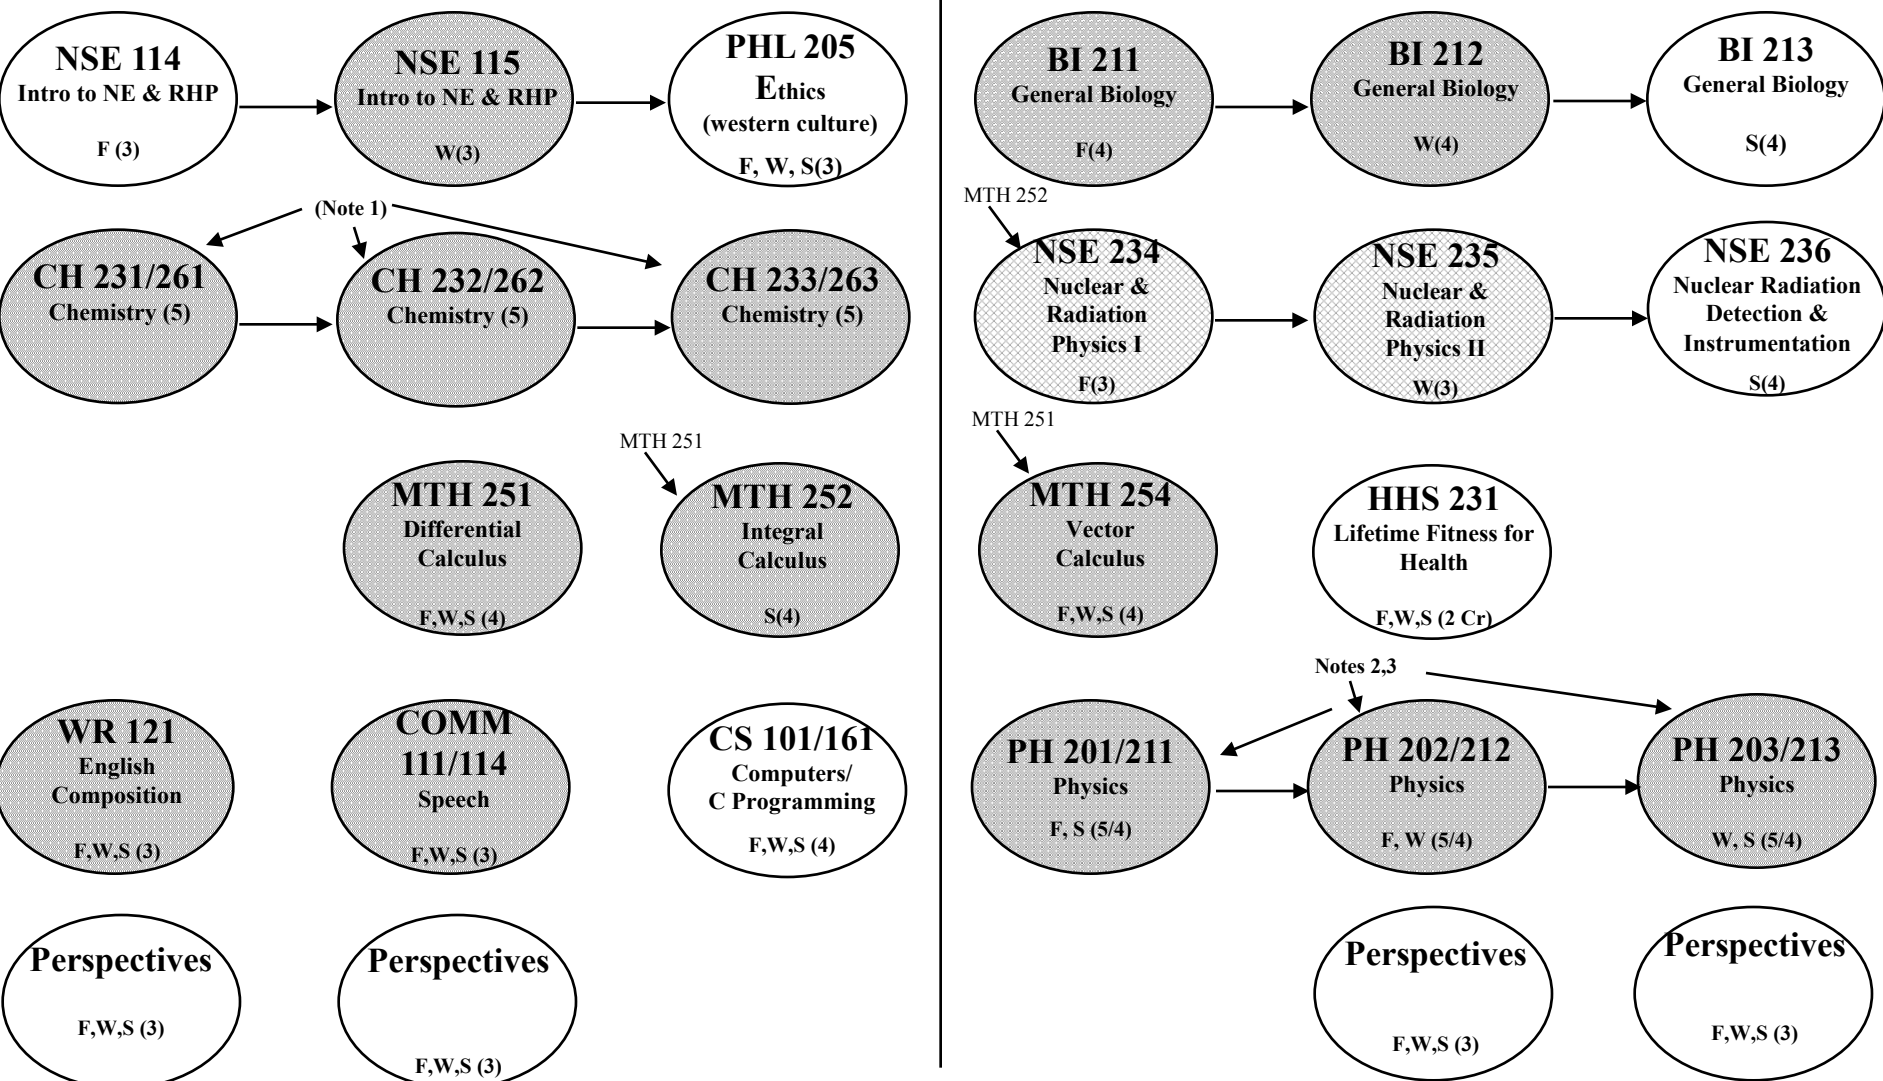 NSE 114
Intro to NE & RHP
F (3)
NSE 115
Intro to NE & RHP
W(3)
PHL 205
Ethics
(western culture)
F, W, S(3)
(Note 1)
CH 231/261
Chemistry (5)
CH 232/262
Chemistry (5)
CH 233/263
Chemistry (5)
MTH 251
MTH 251
Differential
Calculus
F,W,S (4)
MTH 252
Integral
Calculus
S(4)
WR 121
English
Composition
F,W,S (3)
COMM
111/114
Speech
F,W,S (3)
CS 101/161
Computers/
C Programming
F,W,S (4)
Perspectives
F,W,S (3)
Perspectives
F,W,S (3)
BI 211
General Biology
F(4)
BI 212
General Biology
W(4)
BI 213
General Biology
S(4)
MTH 252
NSE 234
Nuclear &
Radiation
Physics I
F(3)
NSE 235
Nuclear &
Radiation
Physics II
W(3)
NSE 236
Nuclear Radiation
Detection &
Instrumentation
S(4)
MTH 251
MTH 254
Vector
Calculus
F,W,S (4)
HHS 231
Lifetime Fitness for
Health
F,W,S (2 Cr)
Notes 2,3
PH 201/211
Physics
F, S (5/4)
PH 202/212
Physics
F, W (5/4)
PH 203/213
Physics
W, S (5/4)
Perspectives
F,W,S (3)
Perspectives
F,W,S (3)